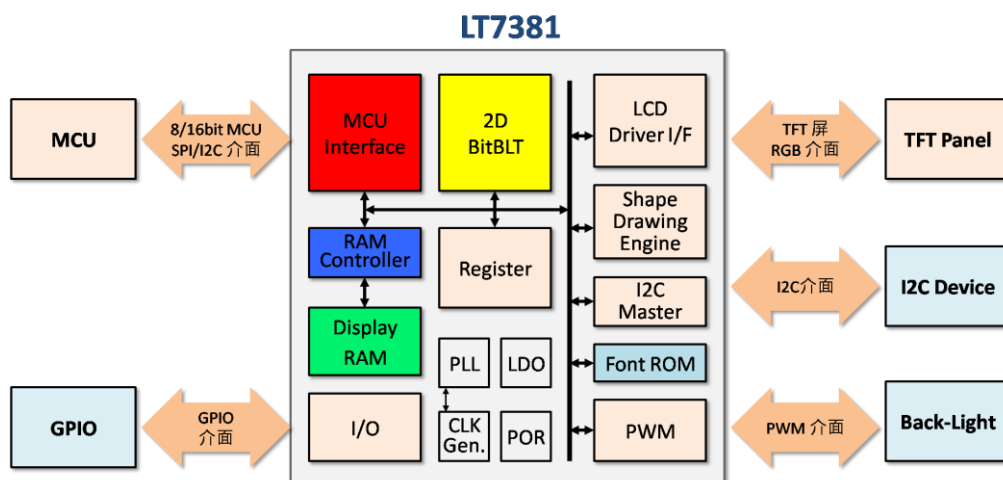 LT7381
MCU
8/16bit MCU
SPI/I2C 介面
MCU
Interface
2D
BitBLT
LCD
Driver I/F
TFT 屏
RGB 介面
TFT Panel
Shape
Drawing
Engine
RAM
Controller
Register
I2C
Master
I2C介面
I2C Device
Display
RAM
PLL
LDO
Font ROM
GPIO
GPIO
介面
I/O
CLK
Gen.
POR
PWM
PWM 介面
Back-Light